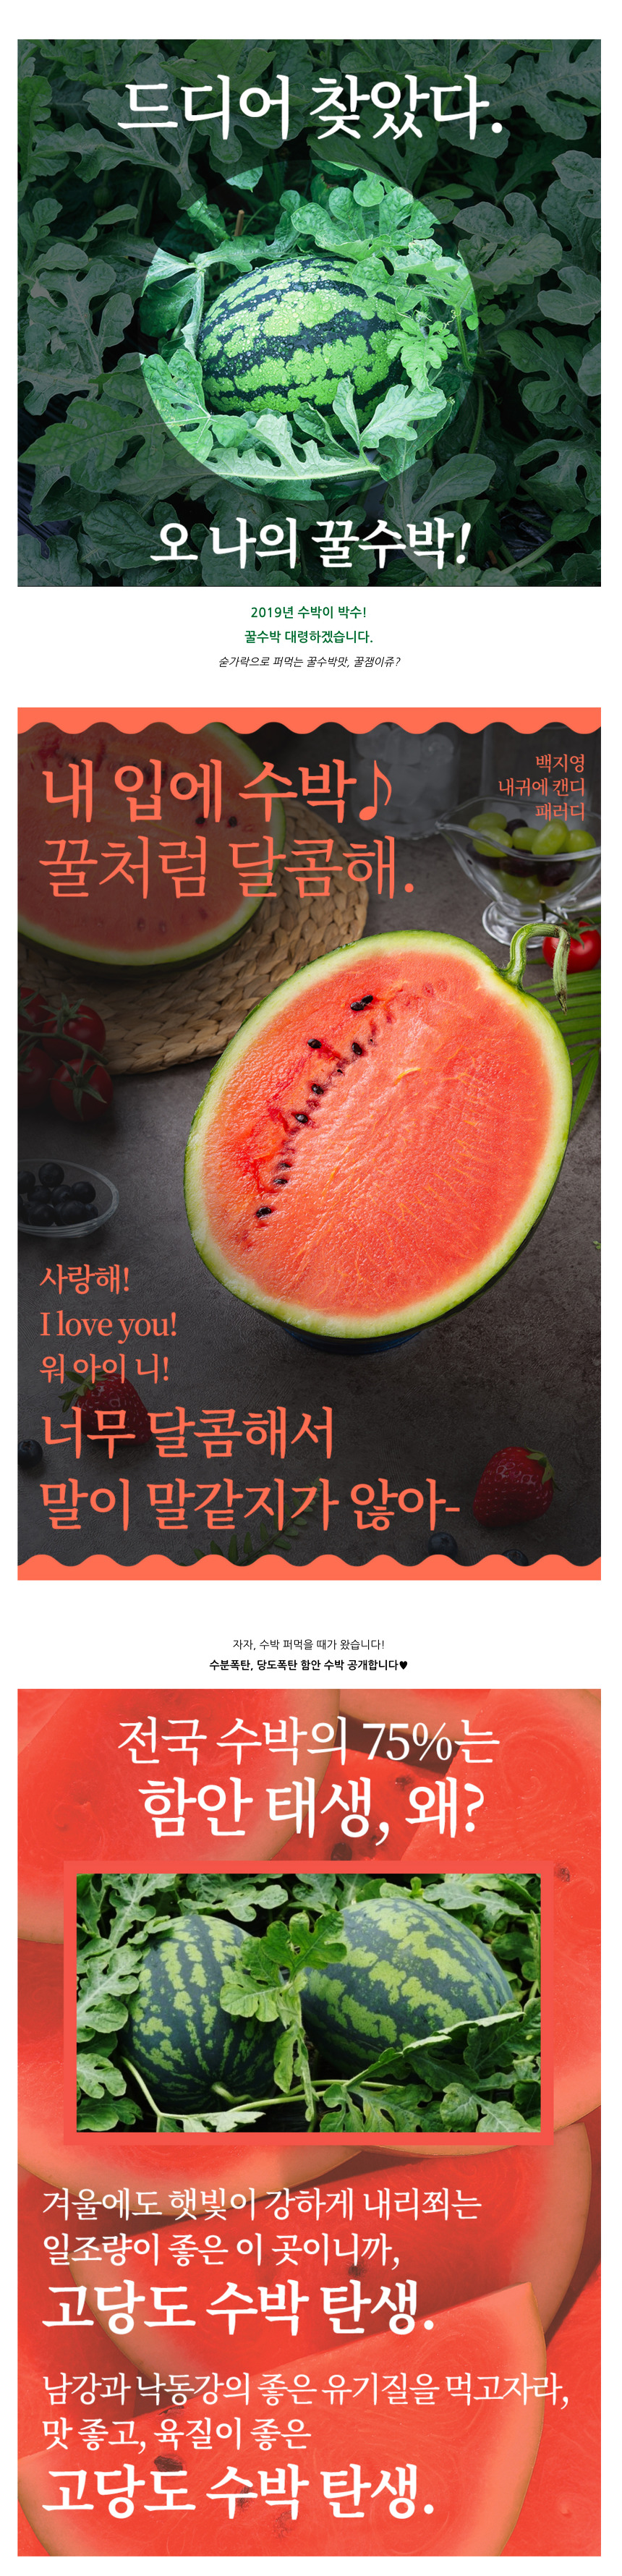 드디어 찾았다.
오 나의 꿀수박!
2019년 수박이 박수!
꿀수박 대령하겠습니다.
숟가락으로 퍼먹는 꿀수박맛, 꿀잼이쥬?
내 입에 수박♪
꿀처럼 달콤해.
백지영
내귀에 캔디
패러디
사랑해!
I love you!
워 아이 니!
너무 달콤해서
말이 말같지가 않아-
자자, 수박 퍼먹을 때가 왔습니다!
수분폭탄, 당도폭탄 함안 수박 공개합니다♥
전국 수박의 75%는
함안 태생, 왜?
겨울에도 햇빛이 강하게 내리쬐는
일조량이 좋은 이 곳이니까,
고당도 수박 탄생.
남강과 낙동강의 좋은 유기질을 먹고자라,
맛 좋고, 육질이 좋은
고당도 수박 탄생.